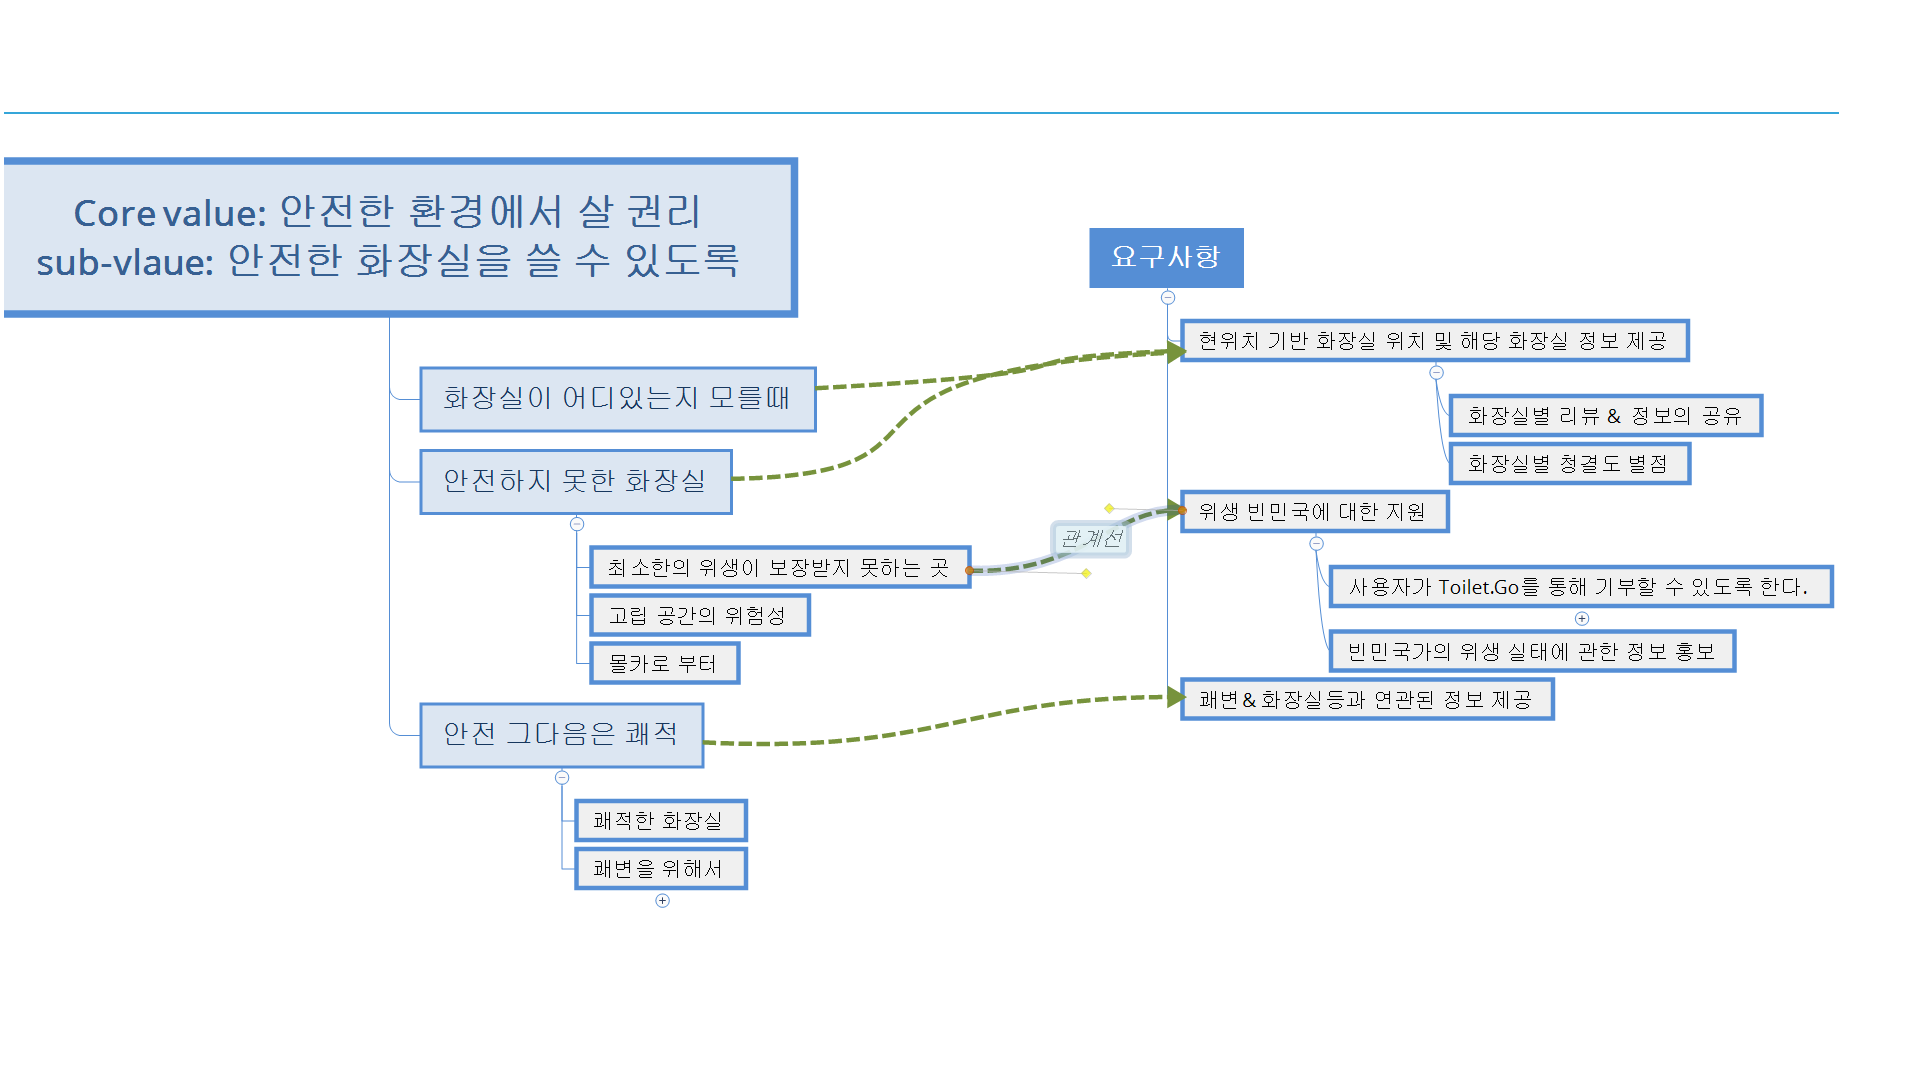 Core value: 안전한 환경에서 살 권리
sub-vlaue: 안전한 화장실을 쓸 수 있도록
화장실이 어디있는지 모를때
안전하지 못한 화장실
최소한의 위생이 보장받지 못하는 곳
고립 공간의 위험성
몰카로 부터
안전 그다음은 쾌적
쾌적한 화장실
쾌변을 위해서
관계선
요구사항
현위치 기반 화장실 위치 및 해당 화장실 정보 제공
화장실별 리뷰 & 정보의 공유
화장실별 청결도 별점
위생 빈민국에 대한 지원
사용자가 Toilet.Go를 통해 기부할 수 있도록 한다.
빈민국가의 위생 실태에 관한 정보 홍보
쾌변& 화장실등과 연관된 정보 제공